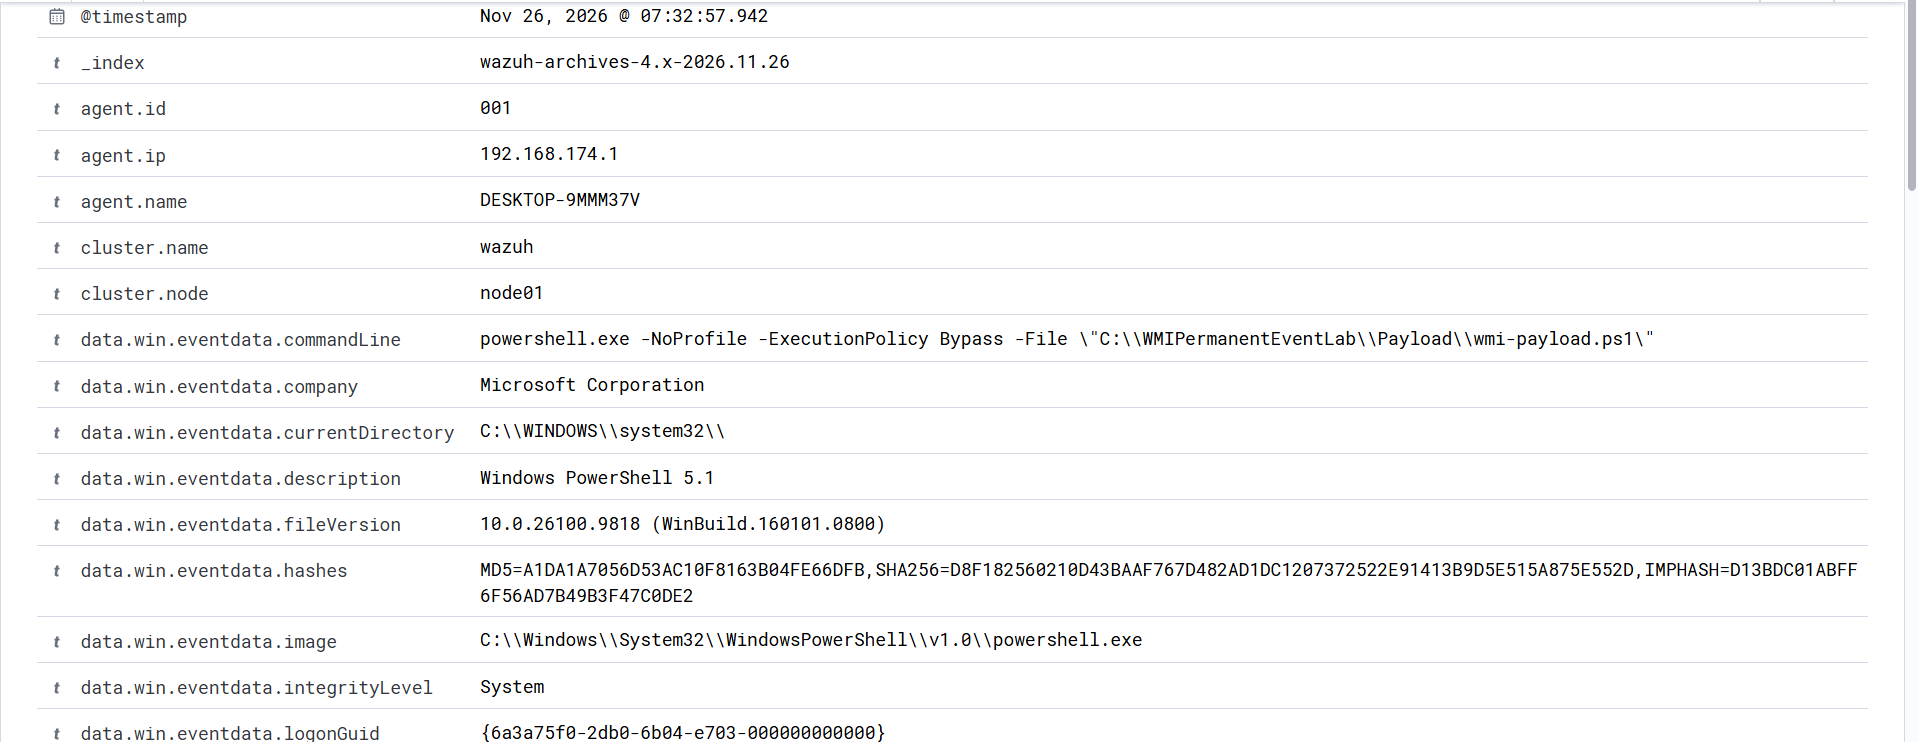 @timestamp Nov 26, 2026 @ 07:32:57.942
t _index wazuh-archives-4.x-2026.11.26
t agent.id 001
t agent.ip 192.168.174.1
t agent.name DESKTOP-9MMM37V
t cluster.name wazuh
t cluster.node node01
t data.win.eventdata.commandLine powershell.exe -NoProfile -ExecutionPolicy Bypass -File \"C:\\WMIPermanentEventLab\\Payload\\wmi-payload.ps1\"
t data.win.eventdata.company Microsoft Corporation
t data.win.eventdata.currentDirectory C:\\WINDOWS\\system32\\
t data.win.eventdata.description Windows PowerShell 5.1
t data.win.eventdata.fileVersion 10.0.26100.9818 (WinBuild.160101.0800)
t data.win.eventdata.hashes MD5=A1DA1A7056D53AC10F8163B04FE66DFB,SHA256=D8F182560210D43BAAF767D482AD1DC1207372522E91413B9D5E515A875E552D,IMPHASH=D13BDC01ABFF
6F56AD7B49B3F47C0DE2
t data.win.eventdata.image C:\\Windows\\System32\\WindowsPowerShell\\v1.0\\powershell.exe
t data.win.eventdata.integrityLevel System
t data.win.eventdata.logonGuid {6a3a75f0-2db0-6b04-e703-000000000000}